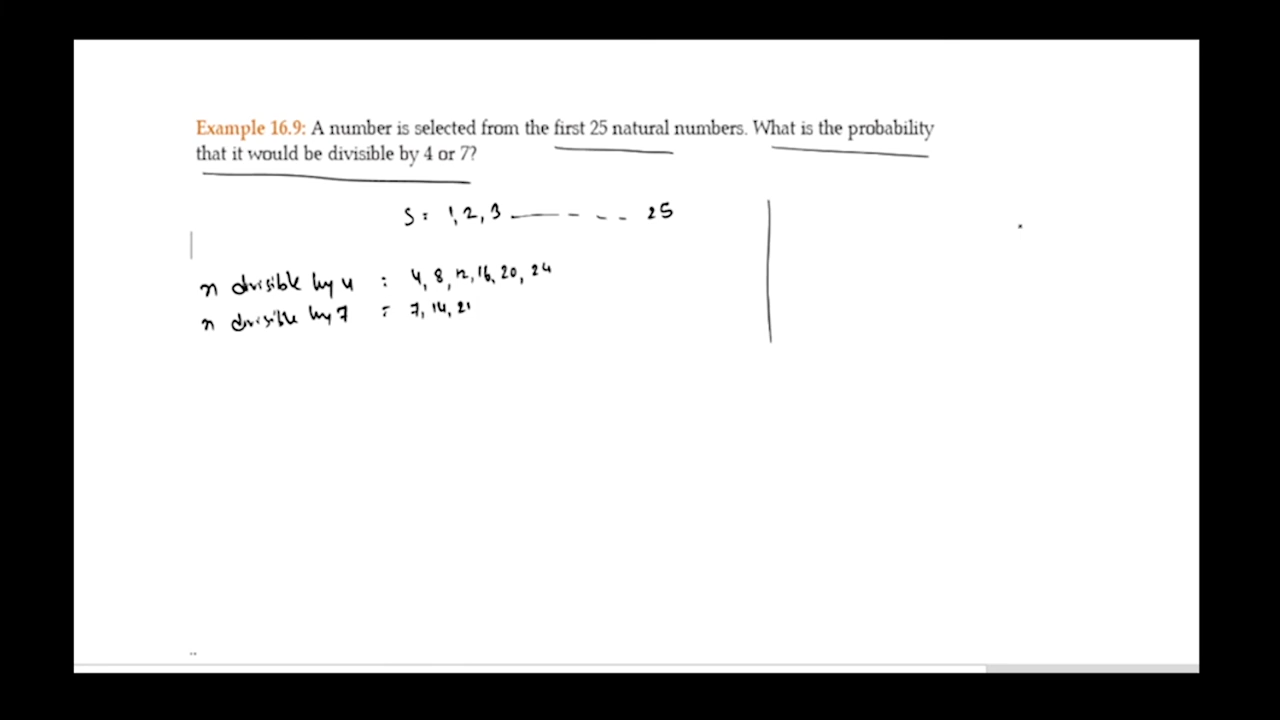 Example 16.9: A number is selected from the first 25 natural numbers. What is the probability
that it would be divisible by 4 or 7?
S = 1, 2, 3 ---- 25
n divisible by 4 = 4, 8, 12, 16, 20, 24
n divisible by 7 = 7, 14, 21